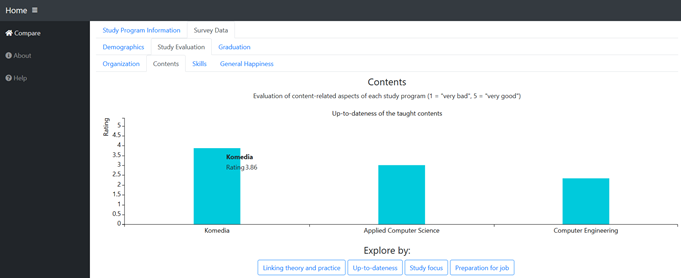 Home
Compare
About
Help
Study Program Information Survey Data
Demographics Study Evaluation Graduation
Organization Contents Skills General Happiness
Contents
Evaluation of content-related aspects of each study program (1 = "very bad", 5 = "very good")
Up-to-dateness of the taught contents
Rating
5
4.5
4
3.5
3
2.5
2
1.5
1
0.5
0
Komedia
Rating 3.86
Komedia Applied Computer Science Computer Engineering
Explore by:
Linking theory and practice Up-to-dateness Study focus Preparation for job